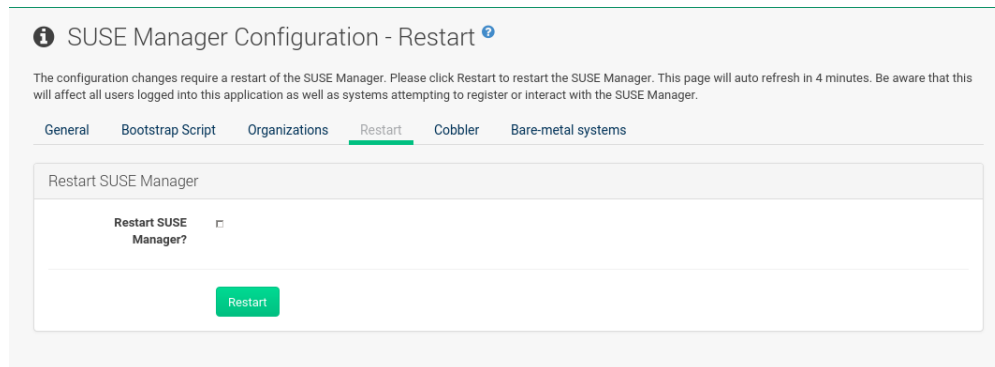 SUSE Manager Configuration - Restart
The configuration changes require a restart of the SUSE Manager. Please click Restart to restart the SUSE Manager. This page will auto refresh in 4 minutes. Be aware that this
will affect all users logged into this application as well as systems attempting to register or interact with the SUSE Manager.
General Bootstrap Script Organizations Restart Cobbler Bare-metal systems
Restart SUSE Manager
Restart SUSE
Manager?
Restart